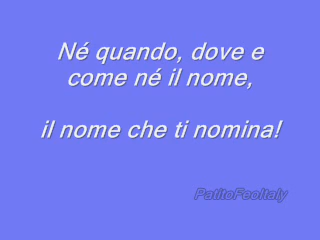 Né quando, dove e
come né il nome,
il nome che ti nomina!
PatitoFeoItaly